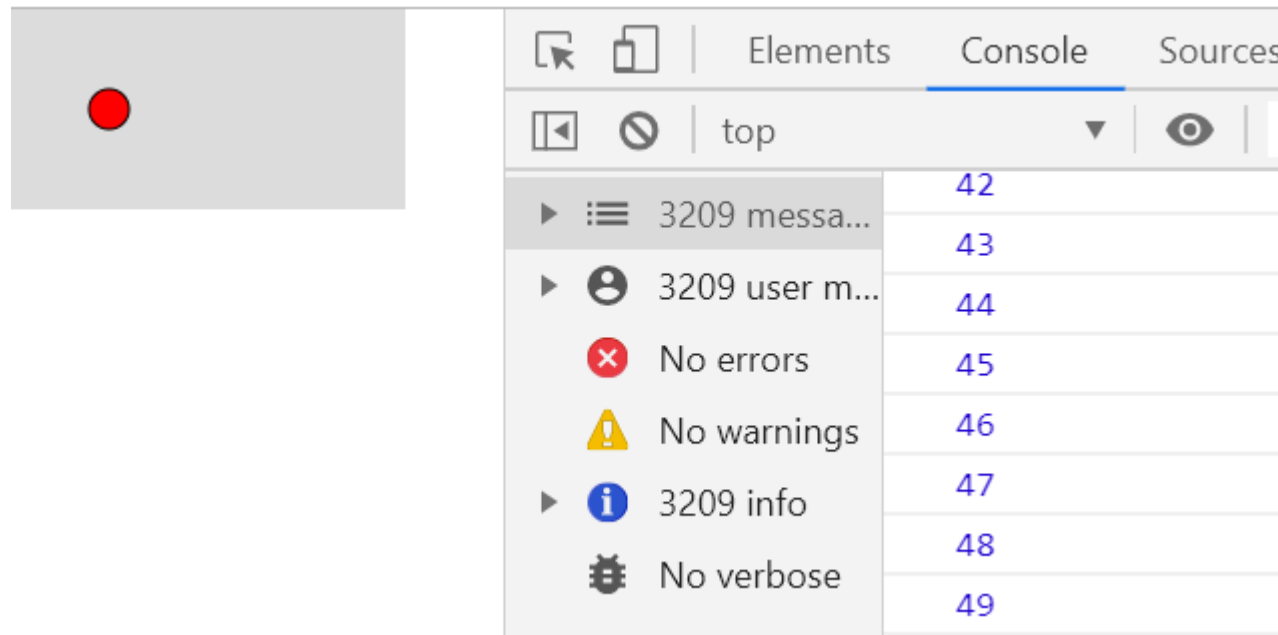 Elements Console Sources
top
3209 messa...
3209 user m...
No errors
No warnings
3209 info
No verbose
42
43
44
45
46
47
48
49